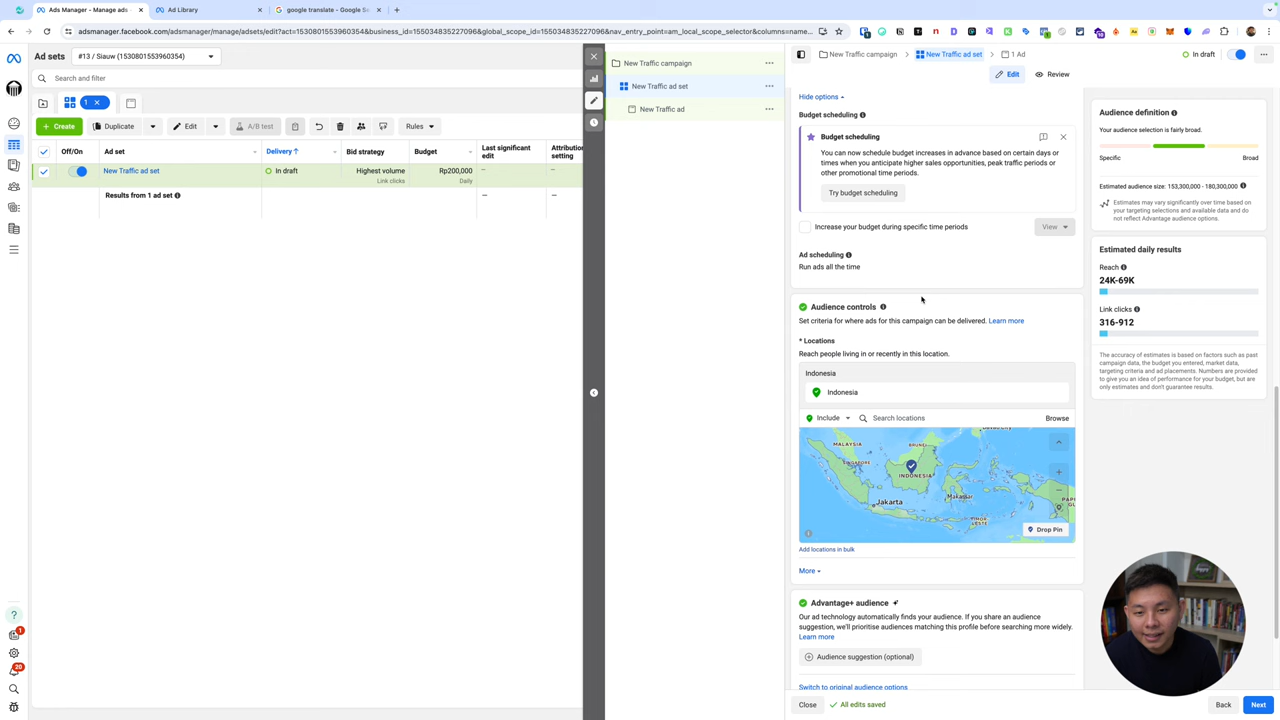 Ads Manager - Manage ads -
Ad Library
google translate - Google Se
adsmanager.facebook.com/adsmanager/manage/adsets/edit?act=1530801553960354&business_id=155034835227096&global_scope_id=155034835227096&nav_entry_point=am_local_scope_selector&columns=name...
Ad sets
#13 / Siauw (1530801553960354)
Search and filter
1
Create
Duplicate
Edit
A/B test
Rules
Off/On
Ad set
Delivery ↑
Bid strategy
Budget
Last significant
edit
Attribution
setting
New Traffic ad set
In draft
Highest volume
Link clicks
Rp200,000
Daily
Results from 1 ad set
1
20
New Traffic campaign
New Traffic ad set
New Traffic ad
New Traffic campaign
New Traffic ad set
1 Ad
In draft
Edit
Review
Hide options
Budget scheduling
Budget scheduling
You can now schedule budget increases in advance based on certain days or
times when you anticipate higher sales opportunities, peak traffic periods or
other promotional time periods.
Try budget scheduling
Increase your budget during specific time periods
View
Ad scheduling
Run ads all the time
Audience controls
Set criteria for where ads for this campaign can be delivered. Learn more
* Locations
Reach people living in or recently in this location.
Indonesia
Indonesia
Include
Search locations
Browse
MALAYSIA
BRUNEI
SINGAPORE
INDONESIA
Jakarta
Makassar
Drop Pin
Add locations in bulk
More
Advantage+ audience
Our ad technology automatically finds your audience. If you share an audience
suggestion, we'll prioritise audiences matching this profile before searching more widely.
Learn more
Audience suggestion (optional)
Switch to original audience options
Close
All edits saved
Back
Next
Audience definition
Your audience selection is fairly broad.
Specific
Broad
Estimated audience size: 153,300,000 - 180,300,000
Estimates may vary significantly over time based on
your targeting selections and available data and do
not reflect Advantage audience options.
Estimated daily results
Reach
24K-69K
Link clicks
316-912
The accuracy of estimates is based on factors such as past
campaign data, the budget you entered, market data,
targeting criteria and ad placements. Numbers are provided
to give you an idea of performance for your budget, but are
only estimates and don't guarantee results.